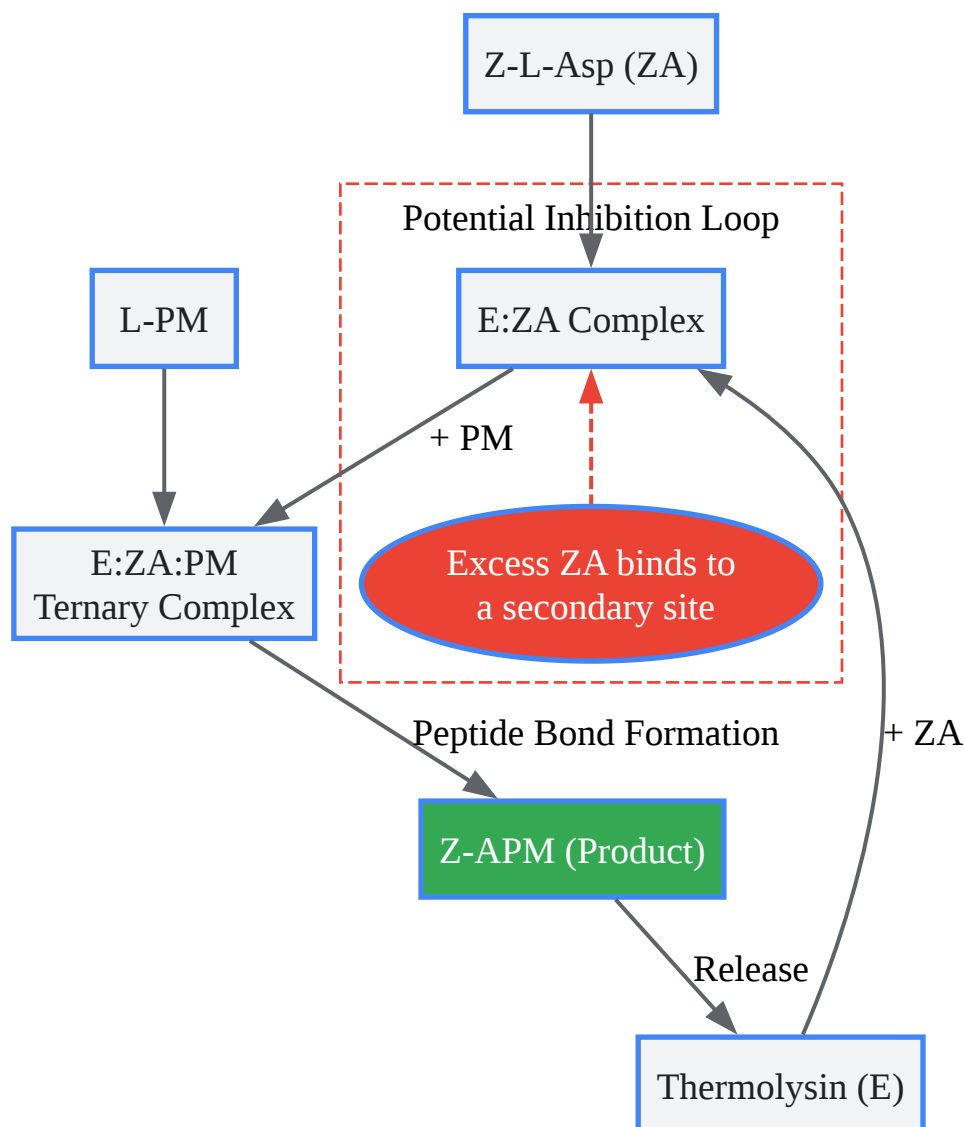 Z-L-Asp (ZA)
Potential Inhibition Loop
L-PM
E:ZA Complex
+ PM
E:ZA:PM
Ternary Complex
Excess ZA binds to
a secondary site
Peptide Bond Formation
+ ZA
Z-APM (Product)
Release
Thermolysin (E)